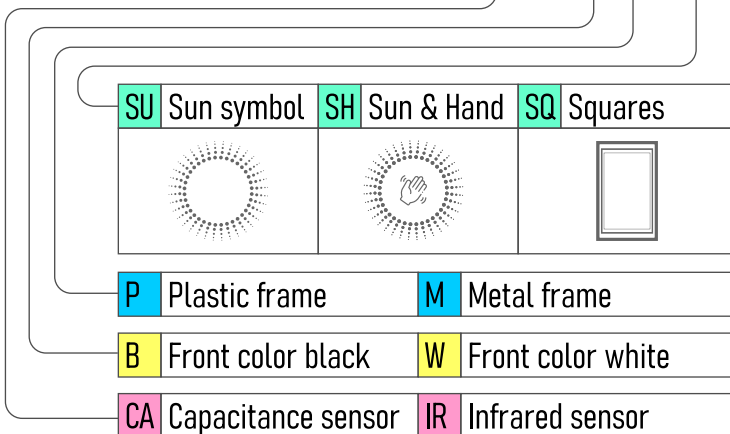 SU Sun symbol SH Sun & Hand SQ Squares
P Plastic frame M Metal frame
B Front color black W Front color white
CA Capacitance sensor IR Infrared sensor